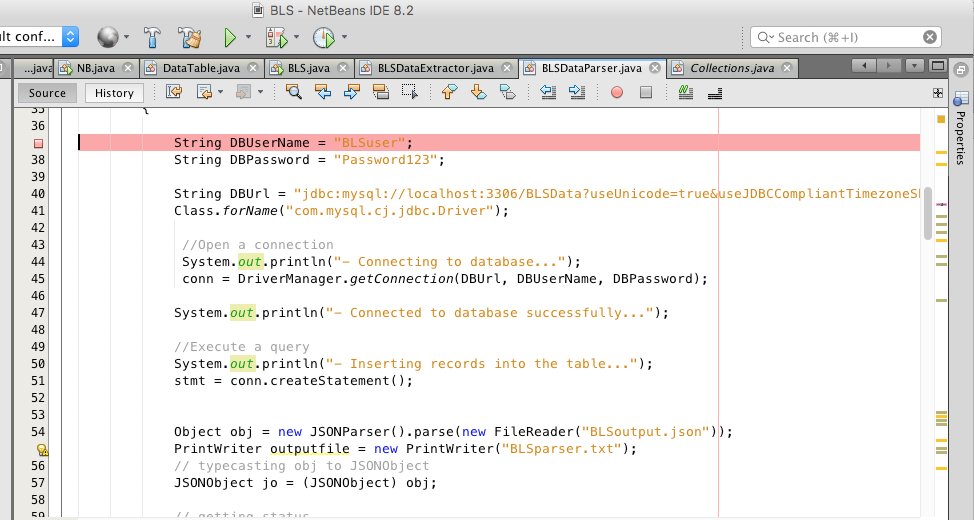 BLS - NetBeans IDE 8.2
ult conf...
Search (⌘+I)
...java NB.java DataTable.java BLS.java BLSDataExtractor.java BLSDataParser.java Collections.java
Source History
Properties
35 {
36
String DBUserName = "BLSuser";
38 String DBPassword = "Password123";
39
40 String DBUrl = "jdbc:mysql://localhost:3306/BLSData?useUnicode=true&useJDBCCompliantTimezoneSh
41 Class.forName("com.mysql.cj.jdbc.Driver");
42
43 //Open a connection
44 System.out.println("- Connecting to database...");
45 conn = DriverManager.getConnection(DBUrl, DBUserName, DBPassword);
46
47 System.out.println("- Connected to database successfully...");
48
49 //Execute a query
50 System.out.println("- Inserting records into the table...");
51 stmt = conn.createStatement();
52
53
54 Object obj = new JSONParser().parse(new FileReader("BLSoutput.json"));
PrintWriter outputfile = new PrintWriter("BLSparser.txt");
56 // typecasting obj to JSONObject
57 JSONObject jo = (JSONObject) obj;
58
59 // getting status